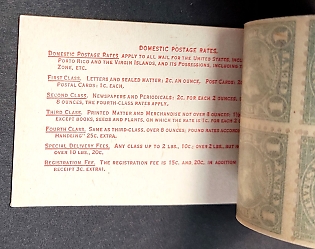 DOMESTIC POSTAGE RATES.
DOMESTIC POSTAGE RATES APPLY TO ALL MAIL FOR THE UNITED STATES, INCLUDING
PORTO RICO AND THE VIRGIN ISLANDS, AND ITS POSSESSIONS, INCLUDING
ZONE, ETC.
FIRST CLASS. LETTERS AND SEALED MATTER: 2C. AN OUNCE. POST CARDS: 
POSTAL CARDS: 1C. EACH.
SECOND CLASS. NEWSPAPERS AND PERIODICALS: 2C. FOR EACH 2 OUNCES.
8 OUNCES, THE FOURTH-CLASS RATES APPLY.
THIRD CLASS. PRINTED MATTER AND MERCHANDISE NOT OVER 8 OUNCES:
EXCEPT BOOKS, SEEDS AND PLANTS, ON WHICH THE RATE IS 1C. FOR EACH 2
FOURTH CLASS. SAME AS THIRD-CLASS, OVER 8 OUNCES; POUND RATES ACCORDING
HANDLING" 25C. EXTRA.
SPECIAL DELIVERY FEES. ANY CLASS UP TO 2 LBS., 10C; OVER 2 LBS., BUT
OVER 10 LBS., 20C.
REGISTRATION FEE. THE REGISTRATION FEE IS 15C. AND 20C. IN ADDITION
RECEIPT 3C. EXTRA).